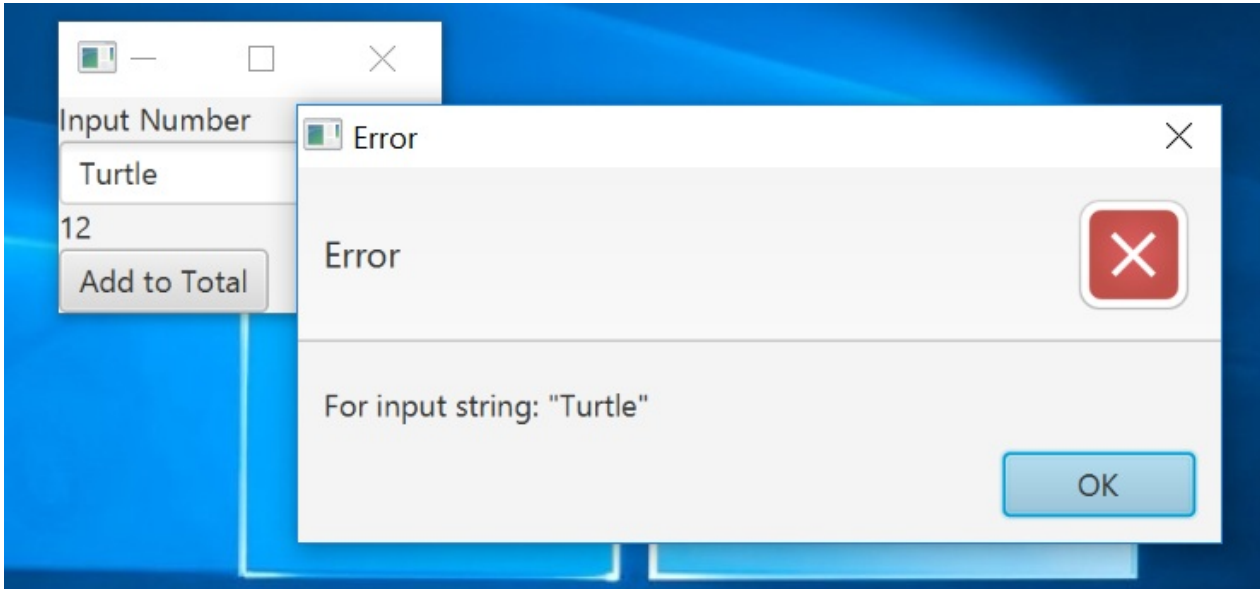 Input Number
Turtle
12
Add to Total
Error
Error
For input string: "Turtle"
OK